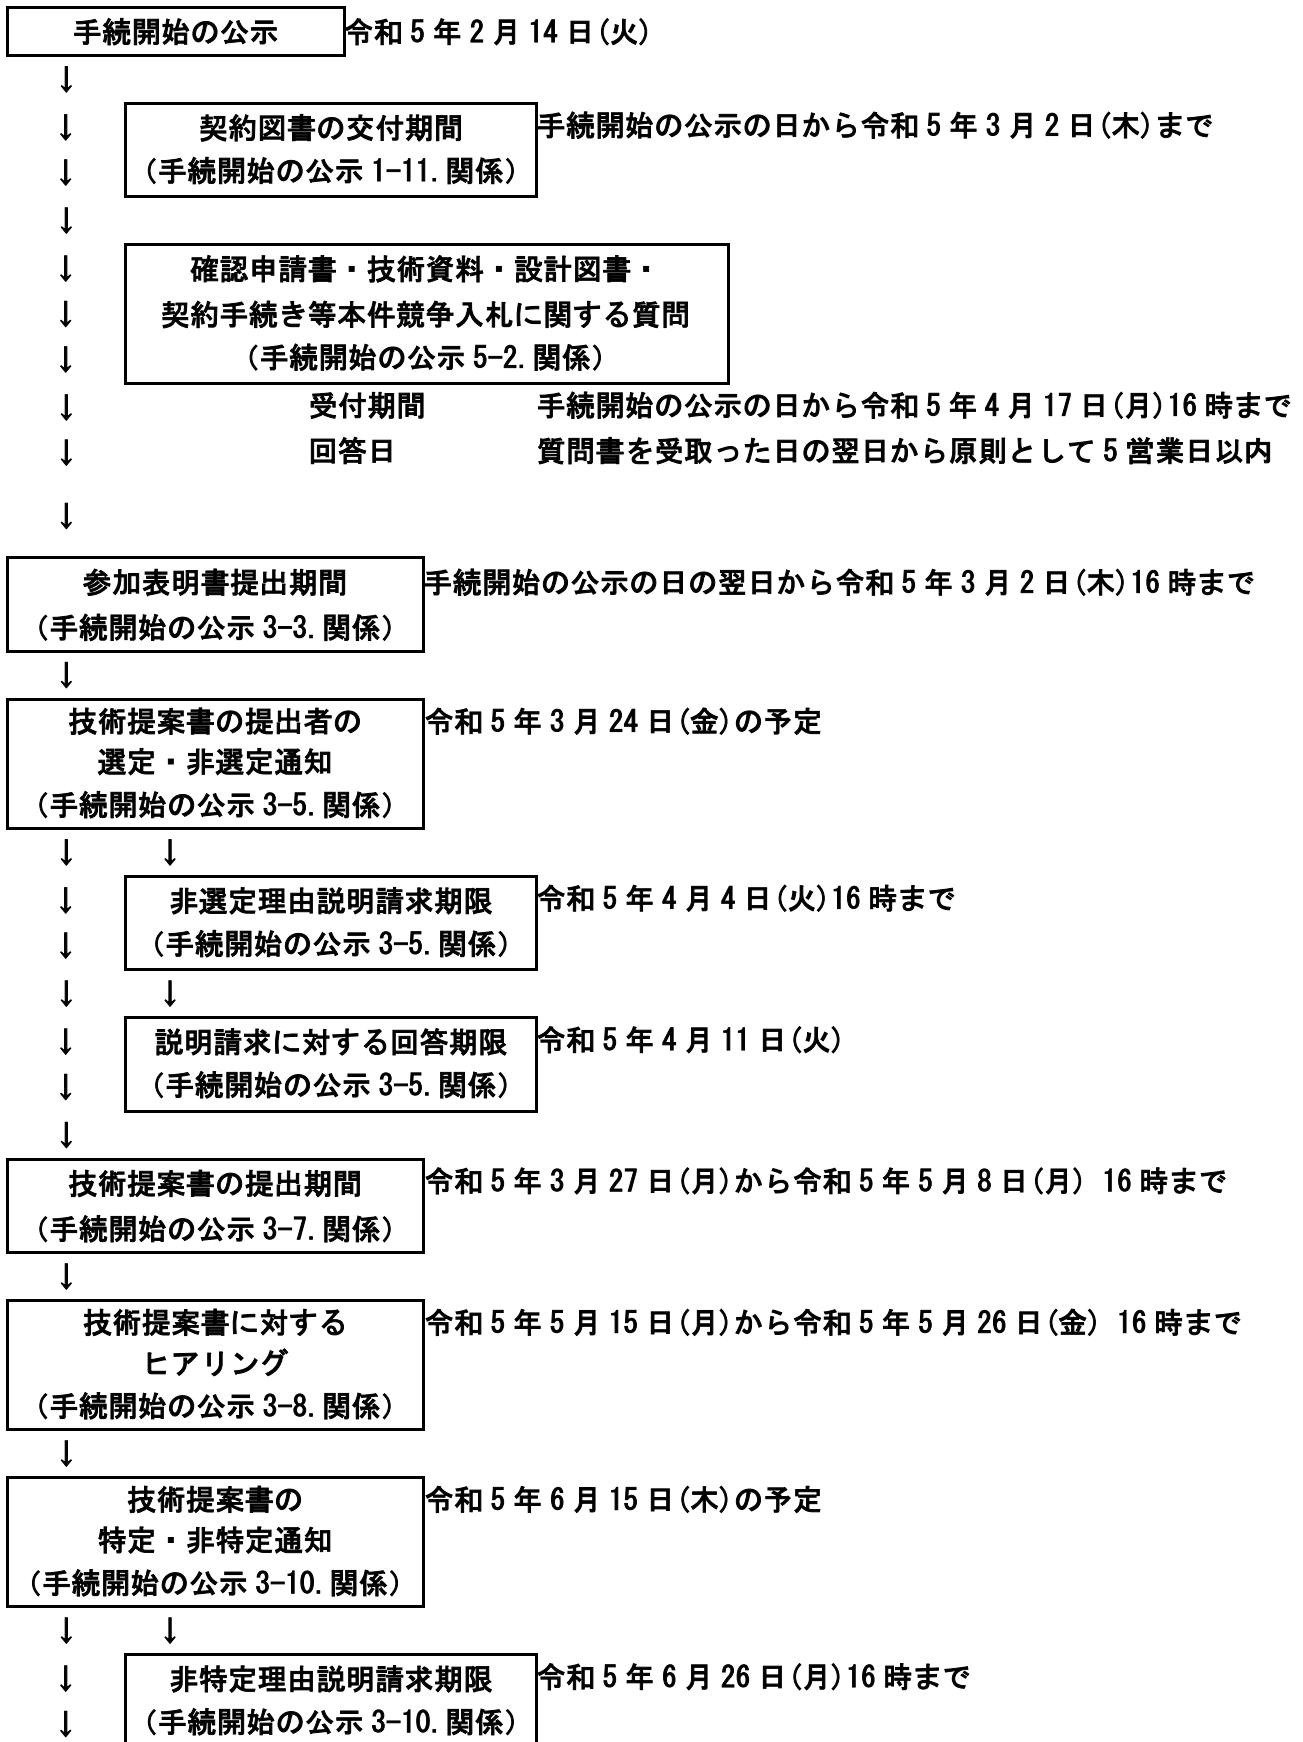 手続開始の公示 令和5年2月14日(火)
↓
↓ 契約図書の交付期間 手続開始の公示の日から令和5年3月2日(木)まで
↓ (手続開始の公示1-11.関係)
↓
↓ 確認申請書・技術資料・設計図書・
↓ 契約手続き等本件競争入札に関する質問
↓ (手続開始の公示5-2.関係)
↓ 受付期間 手続開始の公示の日から令和5年4月17日(月)16時まで
↓ 回答日 質問書を受取った日の翌日から原則として5営業日以内
↓
参加表明書提出期間 手続開始の公示の日の翌日から令和5年3月2日(木)16時まで
(手続開始の公示3-3.関係)
↓
技術提案書の提出者の 令和5年3月24日(金)の予定
選定・非選定通知
(手続開始の公示3-5.関係)
↓ ↓
↓ 非選定理由説明請求期限 令和5年4月4日(火)16時まで
↓ (手続開始の公示3-5.関係)
↓ ↓
↓ 説明請求に対する回答期限 令和5年4月11日(火)
↓ (手続開始の公示3-5.関係)
↓
技術提案書の提出期間 令和5年3月27日(月)から令和5年5月8日(月) 16時まで
(手続開始の公示3-7.関係)
↓
技術提案書に対する 令和5年5月15日(月)から令和5年5月26日(金) 16時まで
ヒアリング
(手続開始の公示3-8.関係)
↓
技術提案書の 令和5年6月15日(木)の予定
特定・非特定通知
(手続開始の公示3-10.関係)
↓ ↓
↓ 非特定理由説明請求期限 令和5年6月26日(月)16時まで
↓ (手続開始の公示3-10.関係)